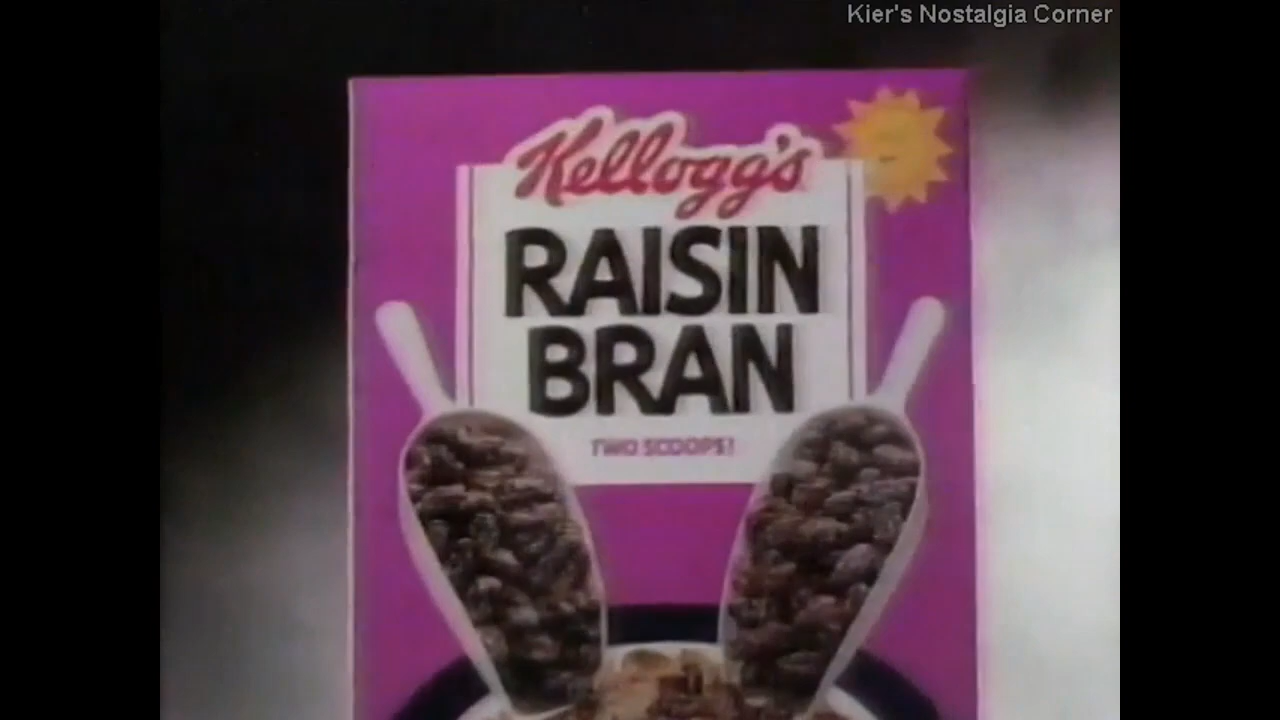 Kier's Nostalgia Corner
Kellogg's
RAISIN
BRAN
TWO SCOOPS!